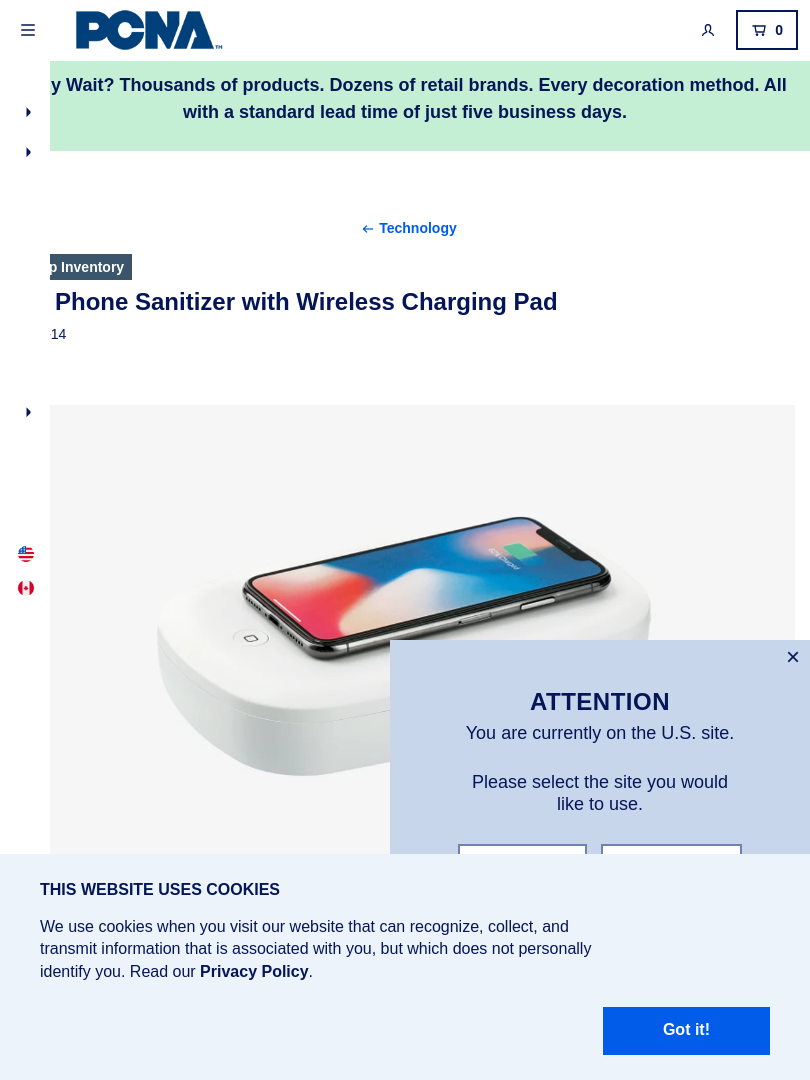 PCNA™
0
y Wait? Thousands of products. Dozens of retail brands. Every decoration method. All
with a standard lead time of just five business days.
Technology
p Inventory
Phone Sanitizer with Wireless Charging Pad
14
ATTENTION
You are currently on the U.S. site.
Please select the site you would
like to use.
THIS WEBSITE USES COOKIES
We use cookies when you visit our website that can recognize, collect, and
transmit information that is associated with you, but which does not personally
identify you. Read our Privacy Policy.
Got it!